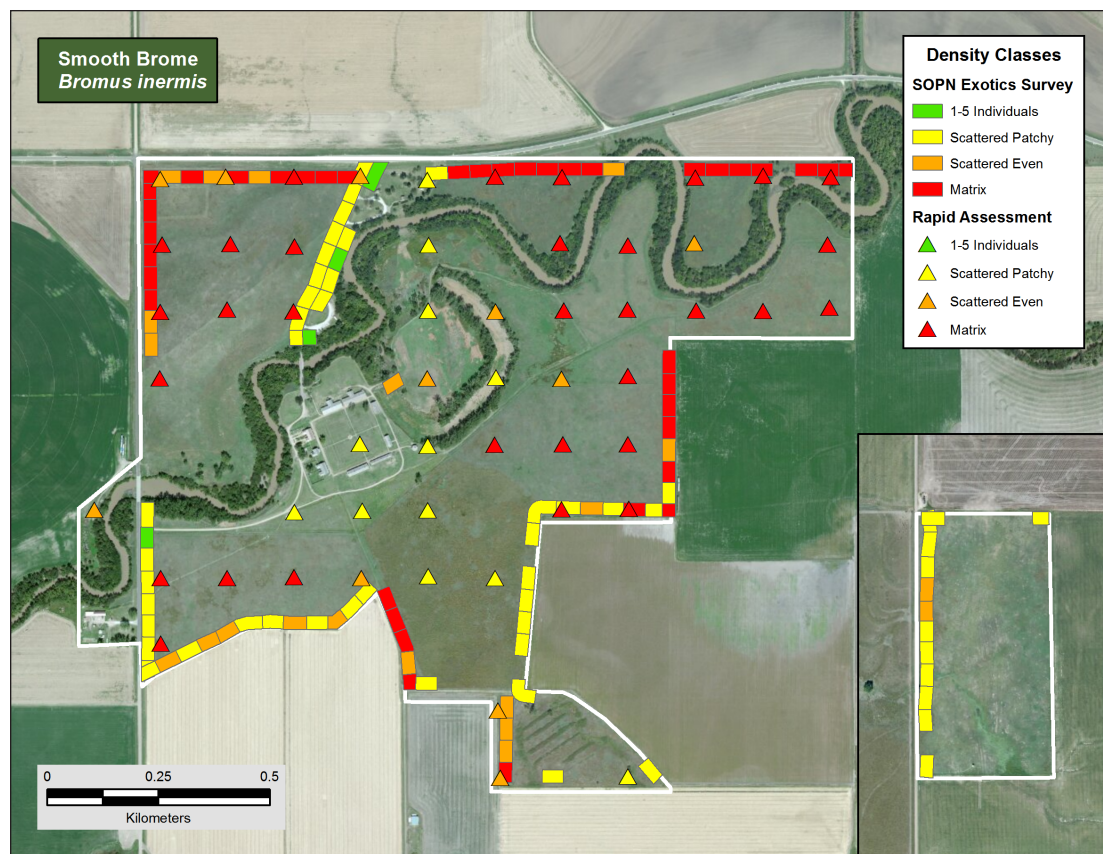 Smooth Brome
Bromus inermis
Density Classes
SOPN Exotics Survey
1-5 Individuals
Scattered Patchy
Scattered Even
Matrix
Rapid Assessment
1-5 Individuals
Scattered Patchy
Scattered Even
Matrix
0 0.25 0.5
Kilometers